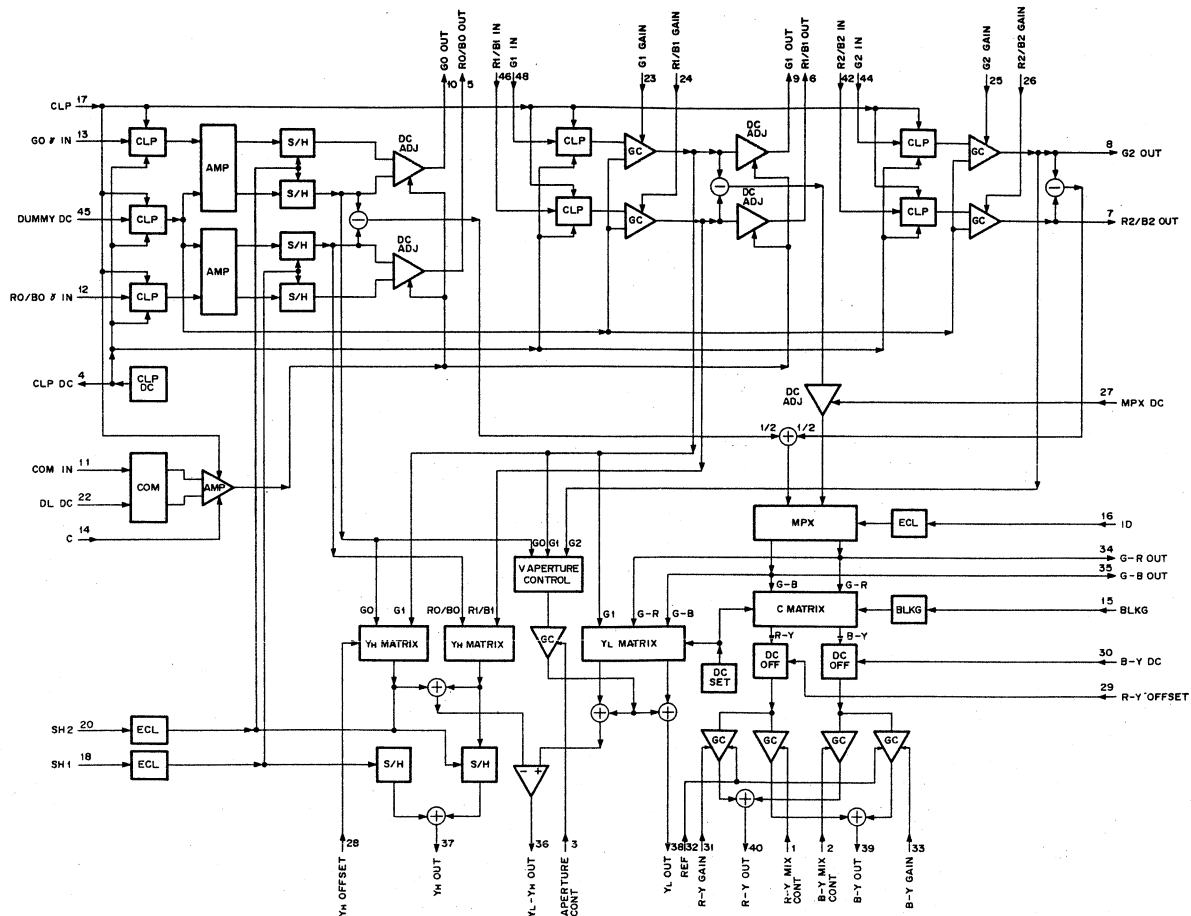 GO OUT
10
RO/BO OUT
5
R1/B1 IN
46
G1 IN
48
G1 GAIN
23
R1/B1 GAIN
24
G1 OUT
9
R1/B1 OUT
6
R2/B2 IN
42
G2 IN
44
G2 GAIN
25
R2/B2 GAIN
26
CLP 17
GO γ IN 13
DUMMY DC 45
RO/BO γ IN 12
CLP
CLP
CLP
AMP
AMP
S/H
S/H
S/H
S/H
DC ADJ
DC ADJ
CLP
CLP
GC
GC
DC ADJ
DC ADJ
CLP
CLP
GC
GC
8 G2 OUT
7 R2/B2 OUT
CLP DC 4
CLP DC
DC ADJ
27 MPX DC
1/2 + 1/2
COM IN 11
DL DC 22
C 14
COM
AMP
MPX
ECL
16 ID
34 G-R OUT
35 G-B OUT
GO G1 G2
V APERTURE CONTROL
G-B G-R
C MATRIX
BLKG
15 BLKG
GO G1
RO/BO R1/B1
G1 G-R G-B
YH MATRIX
YH MATRIX
GC
YL MATRIX
DC SET
R-Y B-Y
DC OFF
DC OFF
30 B-Y DC
29 R-Y OFFSET
SH2 20
ECL
SH1 18
ECL
S/H
S/H
- +
GC
GC
GC
GC
28
YH OFFSET
37
YH OUT
36
YL-YH OUT
3
APERTURE CONT
38
YL OUT
32
REF
31
R-Y GAIN
40
R-Y OUT
1
R-Y MIX CONT
2
B-Y MIX CONT
39
B-Y OUT
33
B-Y GAIN